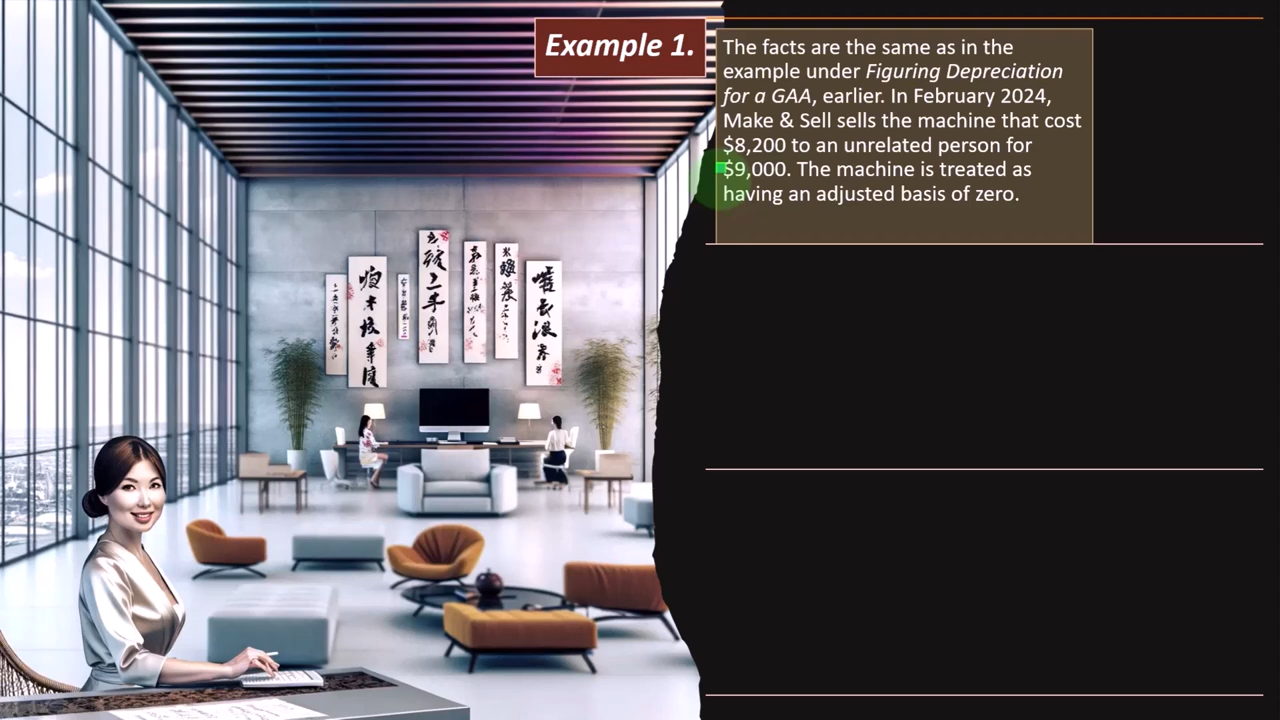 Example 1.
The facts are the same as in the
example under Figuring Depreciation
for a GAA, earlier. In February 2024,
Make & Sell sells the machine that cost
$8,200 to an unrelated person for
$9,000. The machine is treated as
having an adjusted basis of zero.